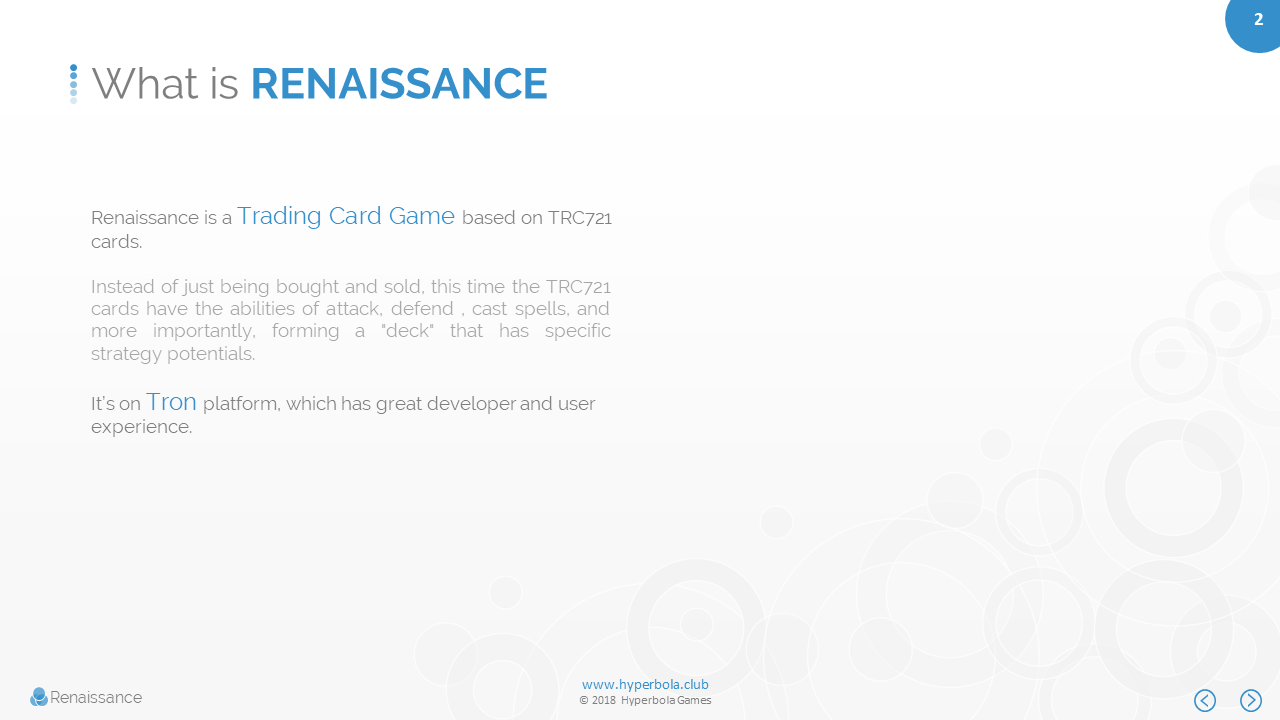 2
What is RENAISSANCE
Renaissance is a Trading Card Game based on TRC721
cards.
Instead of just being bought and sold, this time the TRC721
cards have the abilities of attack, defend , cast spells, and
more importantly, forming a "deck" that has specific
strategy potentials.
It's on Tron platform, which has great developer and user
experience.
Renaissance
www.hyperbola.club
© 2018 Hyperbola Games